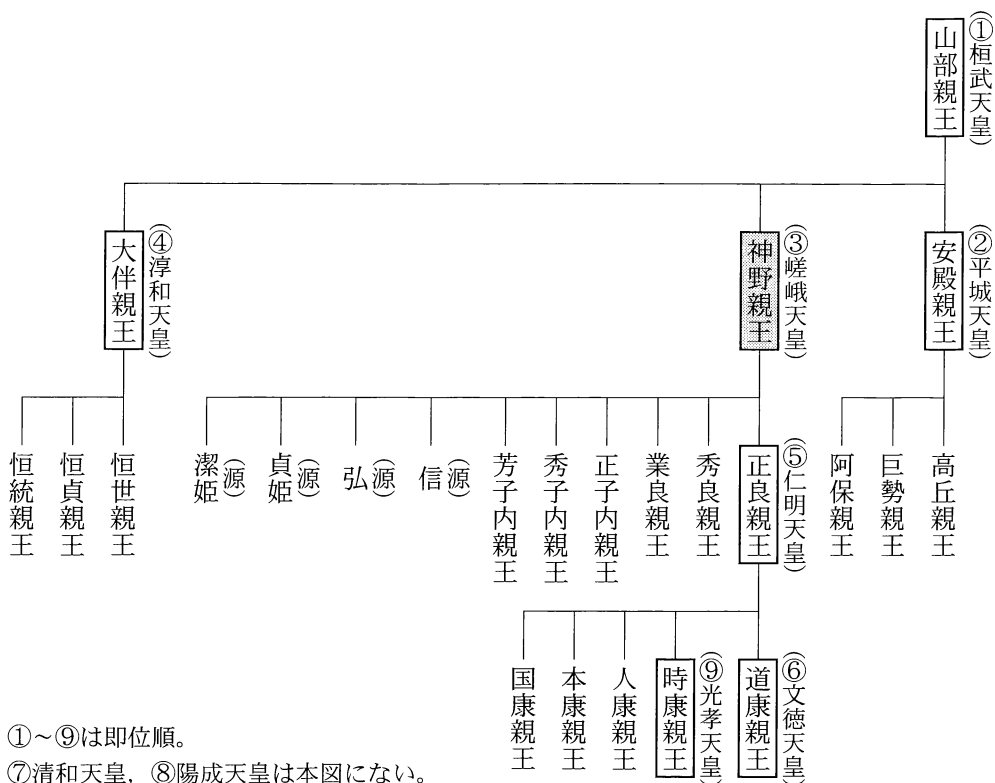 山部親王
(①桓武天皇)
安殿親王
(②平城天皇)
神野親王
(③嵯峨天皇)
大伴親王
(④淳和天皇)
高丘親王
巨勢親王
阿保親王
正良親王
(⑤仁明天皇)
秀良親王
業良親王
正子内親王
秀子内親王
芳子内親王
信(源)
弘(源)
貞姫(源)
潔姫(源)
恒世親王
恒貞親王
恒統親王
道康親王
(⑥文徳天皇)
時康親王
(⑨光孝天皇)
人康親王
本康親王
国康親王
①~⑨は即位順。
⑦清和天皇,⑧陽成天皇は本図にない。